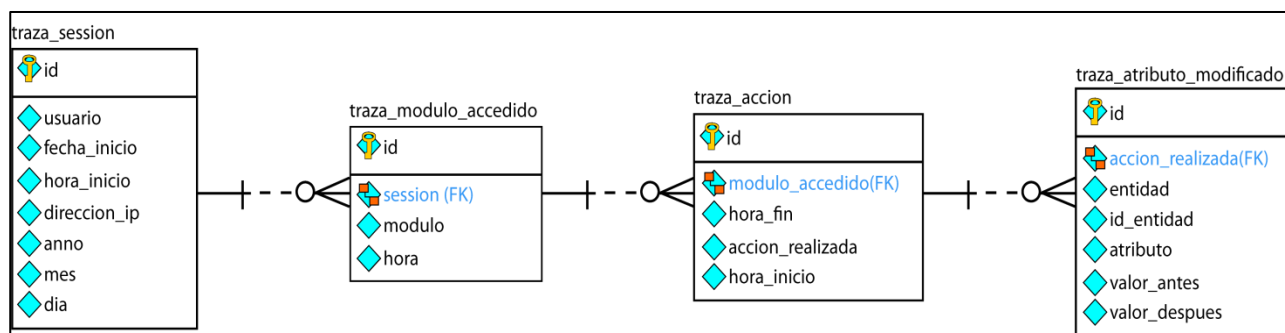 traza_session
id
usuario
fecha_inicio
hora_inicio
direccion_ip
anno
mes
dia
traza_modulo_accedido
id
session (FK)
modulo
hora
traza_accion
id
modulo_accedido(FK)
hora_fin
accion_realizada
hora_inicio
traza_atributo_modificado
id
accion_realizada(FK)
entidad
id_entidad
atributo
valor_antes
valor_despues